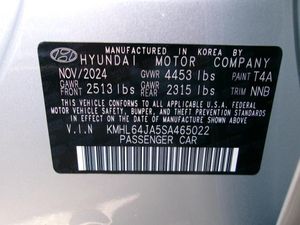 MANUFACTURED IN KOREA BY
HYUNDAI MOTOR COMPANY
NOV/2024 GVWR 4453 lbs PAINT T4A
GAWR FRONT 2513 lbs GAWR REAR 2315 lbs TRIM NNB
THIS VEHICLE CONFORMS TO ALL APPLICABLE FEDERAL
MOTOR VEHICLE SAFETY, BUMPER, AND THEFT PREVENTION
STANDARDS IN EFFECT ON THE DATE OF MANUFACTURE
SHOWN ABOVE.
V.I.N KMHL64JA5SA465022
PASSENGER CAR